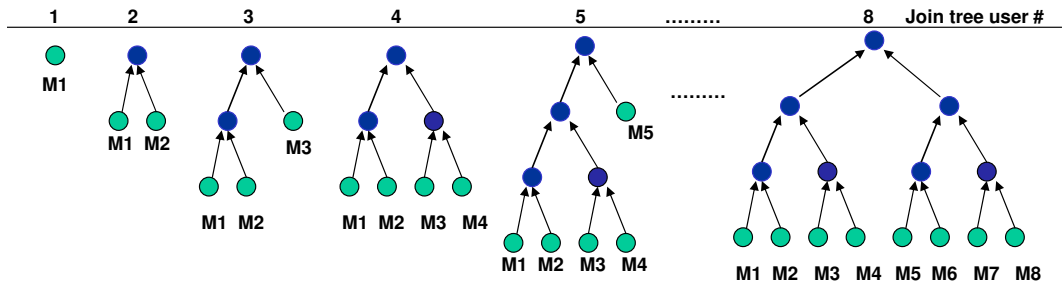 1 2 3 4 5 ......... 8 Join tree user #
M1
.........
M1 M2
M3
M5
M1 M2
M1 M2 M3 M4
M1 M2 M3 M4
M1 M2 M3 M4 M5 M6 M7 M8